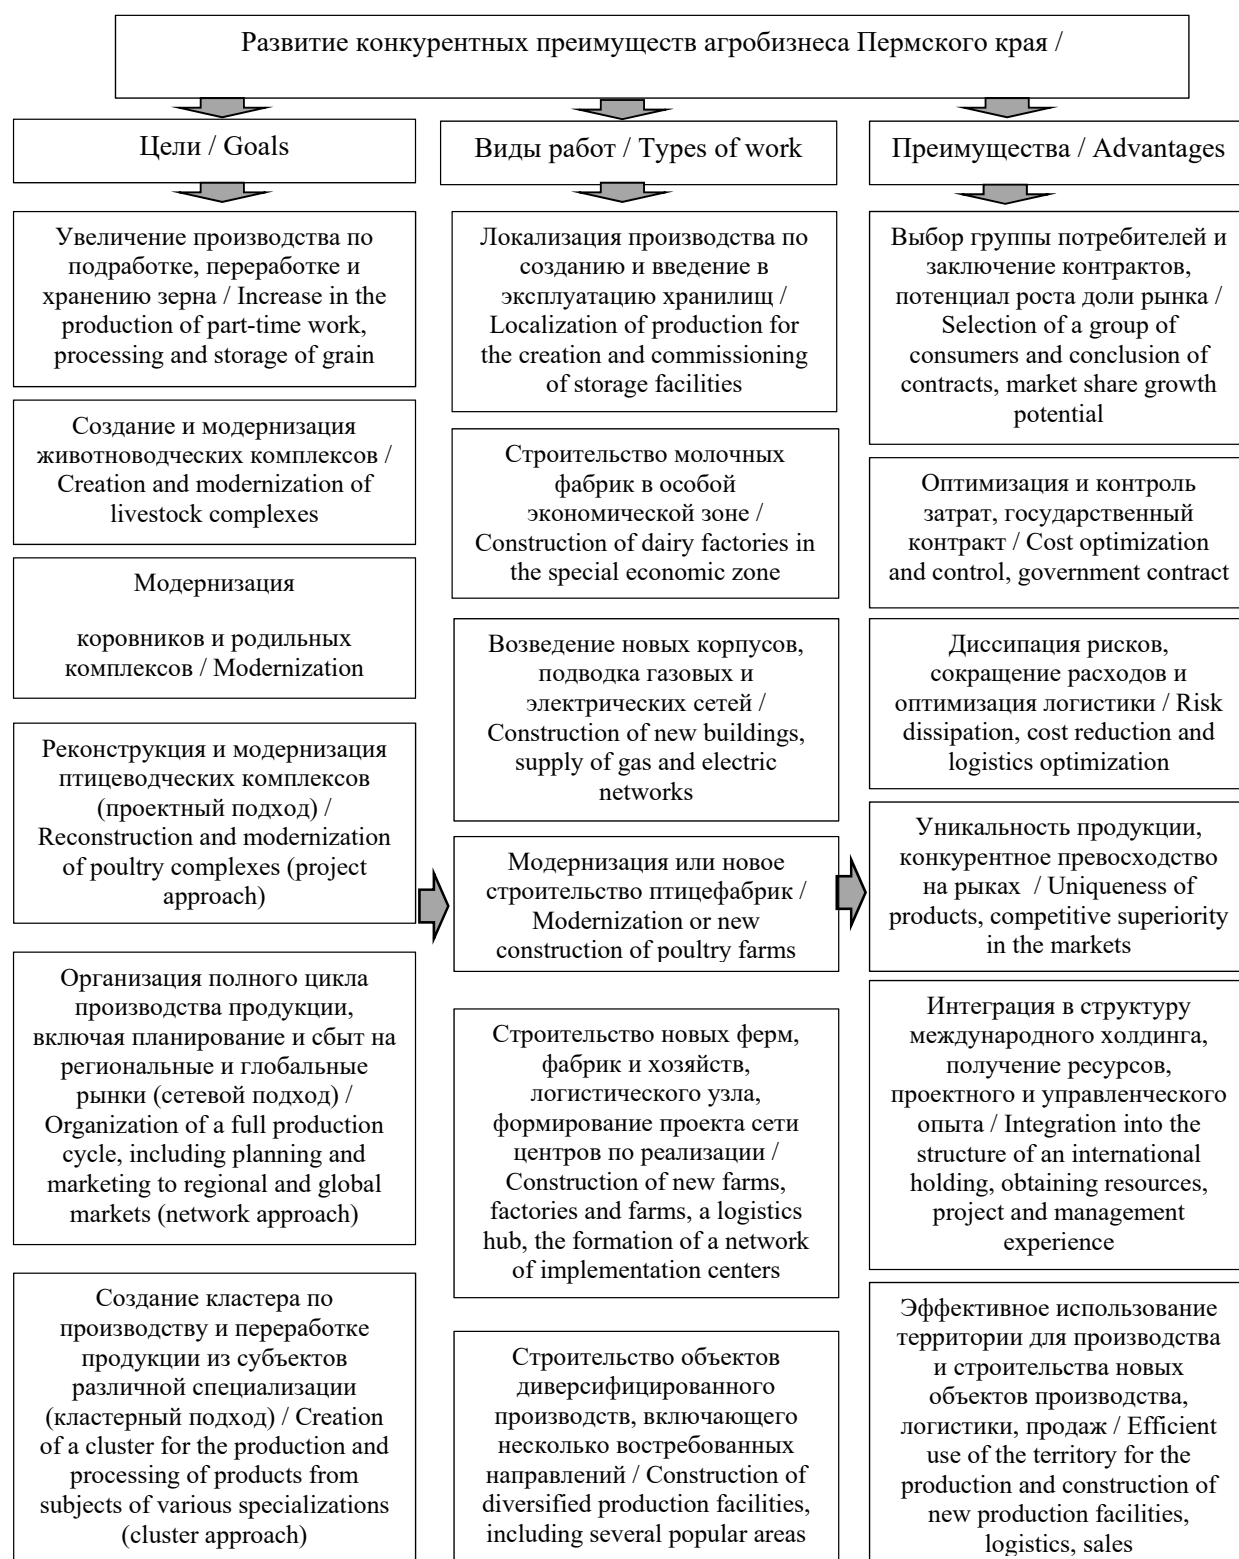 Развитие конкурентных преимуществ агробизнеса Пермского края /
Цели / Goals
Увеличение производства по
подработке, переработке и
хранению зерна / Increase in the
production of part-time work,
processing and storage of grain
Создание и модернизация
животноводческих комплексов /
Creation and modernization of
livestock complexes
Модернизация
коровников и родильных
комплексов / Modernization
Реконструкция и модернизация
птицеводческих комплексов
(проектный подход) /
Reconstruction and modernization
of poultry complexes (project
approach)
Организация полного цикла
производства продукции,
включая планирование и сбыт на
региональные и глобальные
рынки (сетевой подход) /
Organization of a full production
cycle, including planning and
marketing to regional and global
markets (network approach)
Создание кластера по
производству и переработке
продукции из субъектов
различной специализации
(кластерный подход) / Creation
of a cluster for the production and
processing of products from
subjects of various specializations
(cluster approach)
Виды работ / Types of work
Локализация производства по
созданию и введение в
эксплуатацию хранилищ /
Localization of production for
the creation and commissioning
of storage facilities
Строительство молочных
фабрик в особой
экономической зоне /
Construction of dairy factories in
the special economic zone
Возведение новых корпусов,
подводка газовых и
электрических сетей /
Construction of new buildings,
supply of gas and electric
networks
Модернизация или новое
строительство птицефабрик /
Modernization or new
construction of poultry farms
Строительство новых ферм,
фабрик и хозяйств,
логистического узла,
формирование проекта сети
центров по реализации /
Construction of new farms,
factories and farms, a logistics
hub, the formation of a network
of implementation centers
Строительство объектов
диверсифицированного
производств, включающего
несколько востребованных
направлений / Construction of
diversified production facilities,
including several popular areas
Преимущества / Advantages
Выбор группы потребителей и
заключение контрактов,
потенциал роста доли рынка /
Selection of a group of
consumers and conclusion of
contracts, market share growth
potential
Оптимизация и контроль
затрат, государственный
контракт / Cost optimization
and control, government contract
Диссипация рисков,
сокращение расходов и
оптимизация логистики / Risk
dissipation, cost reduction and
logistics optimization
Уникальность продукции,
конкурентное превосходство
на рыках / Uniqueness of
products, competitive superiority
in the markets
Интеграция в структуру
международного холдинга,
получение ресурсов,
проектного и управленческого
опыта / Integration into the
structure of an international
holding, obtaining resources,
project and management
experience
Эффективное использование
территории для производства
и строительства новых
объектов производства,
логистики, продаж / Efficient
use of the territory for the
production and construction of
new production facilities,
logistics, sales